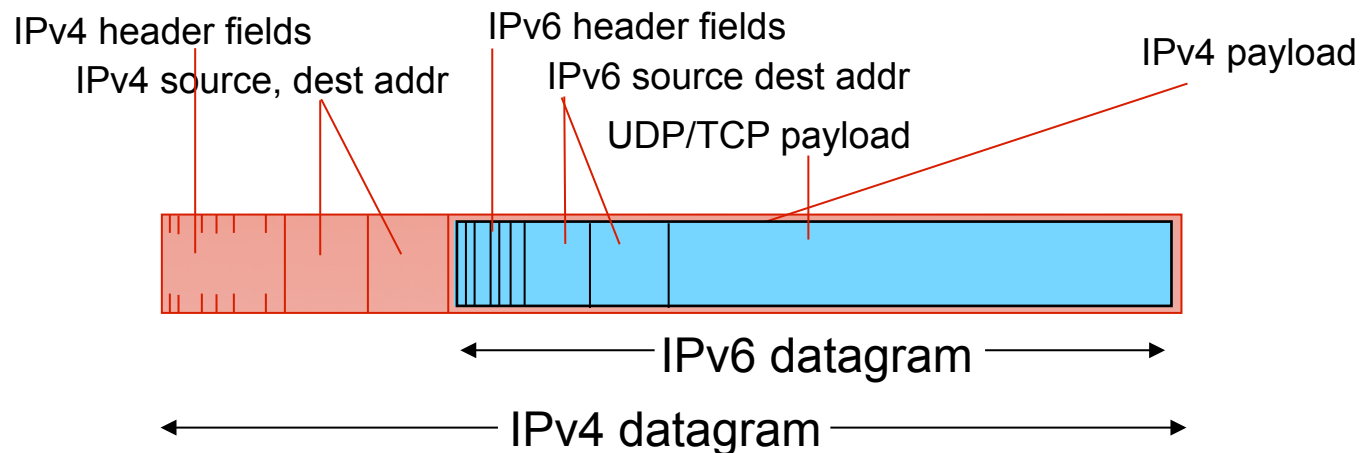 IPv4 header fields
IPv6 header fields
IPv4 payload
IPv4 source, dest addr
IPv6 source dest addr
UDP/TCP payload
IPv6 datagram
IPv4 datagram